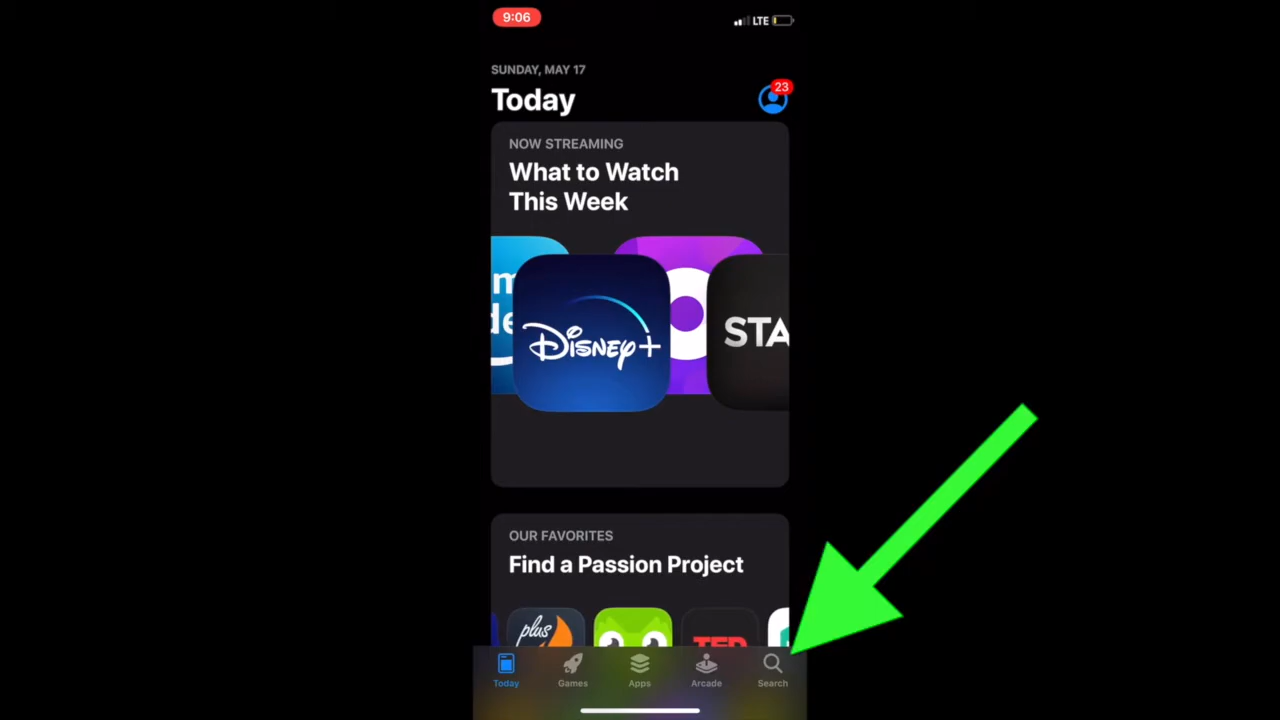 9:06
LTE
SUNDAY, MAY 17
Today
23
NOW STREAMING
What to Watch
This Week
Disney+
STA
OUR FAVORITES
Find a Passion Project
plus
TED
Today
Games
Apps
Arcade
Search